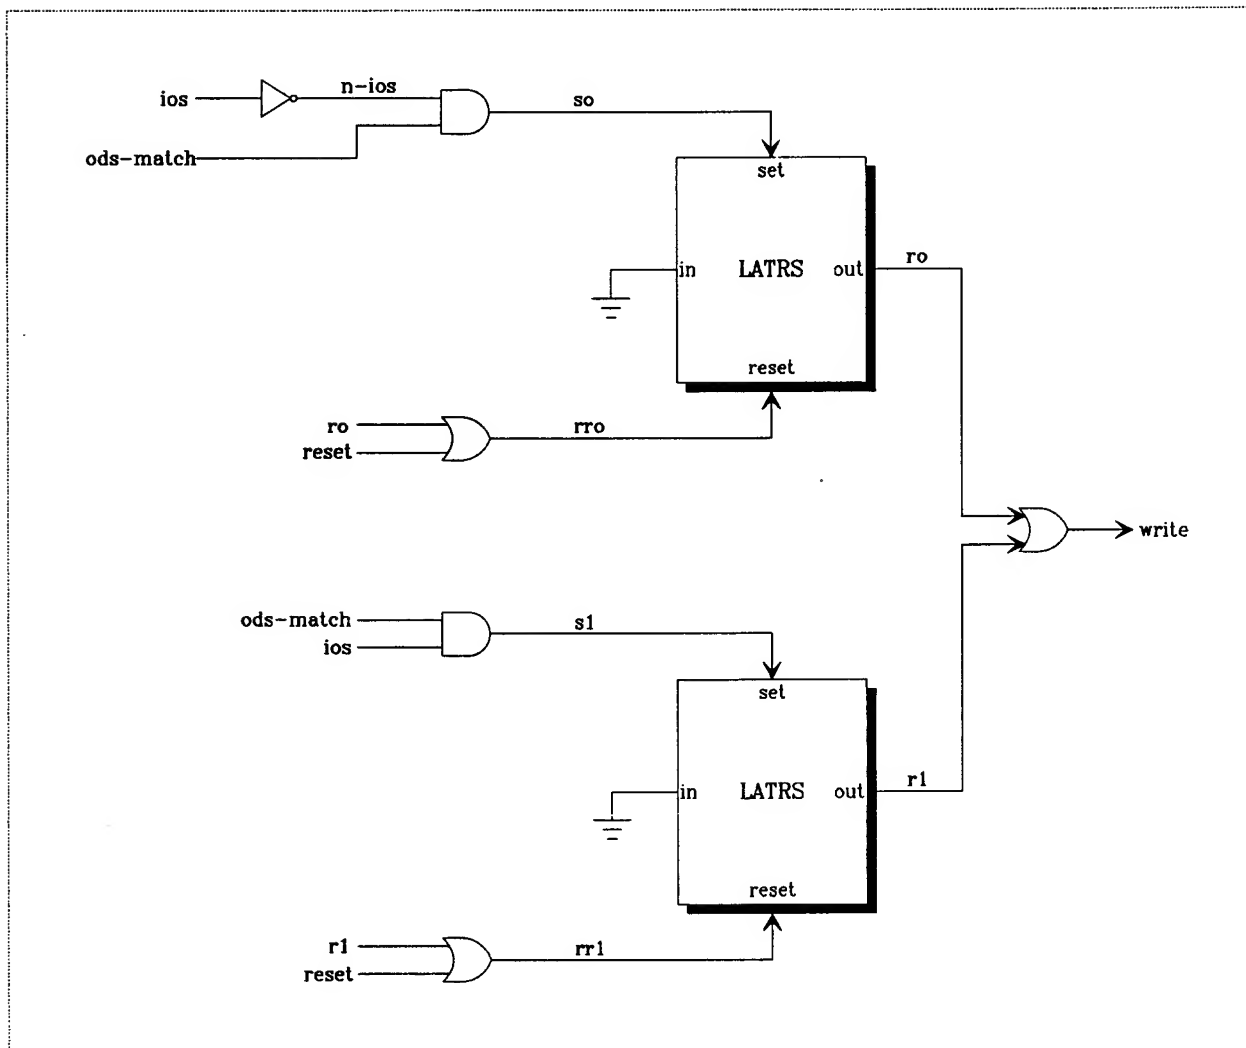 ios
n-ios
so
ods-match
set
in
LATRS
out
ro
reset
ro
reset
rro
write
ods-match
ios
s1
set
in
LATRS
out
r1
reset
r1
reset
rr1